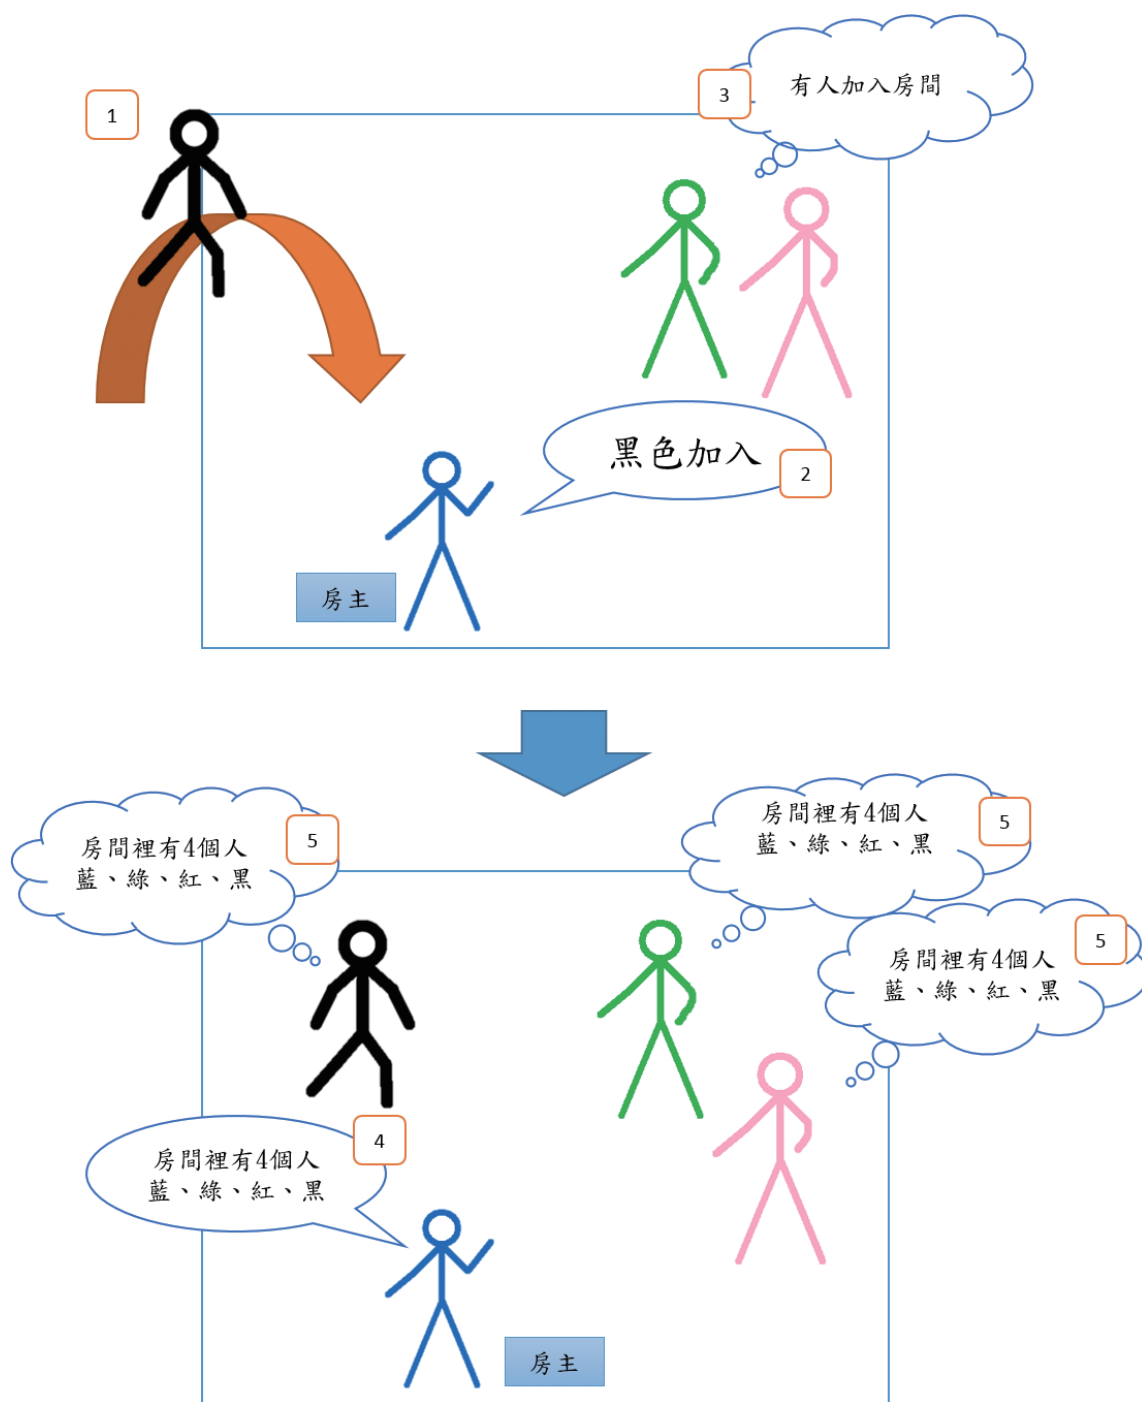 1
3
有人加入房間
黑色加入
2
房主
房間裡有4個人
藍、綠、紅、黑
5
房間裡有4個人
藍、綠、紅、黑
5
房間裡有4個人
藍、綠、紅、黑
5
房間裡有4個人
藍、綠、紅、黑
4
房主